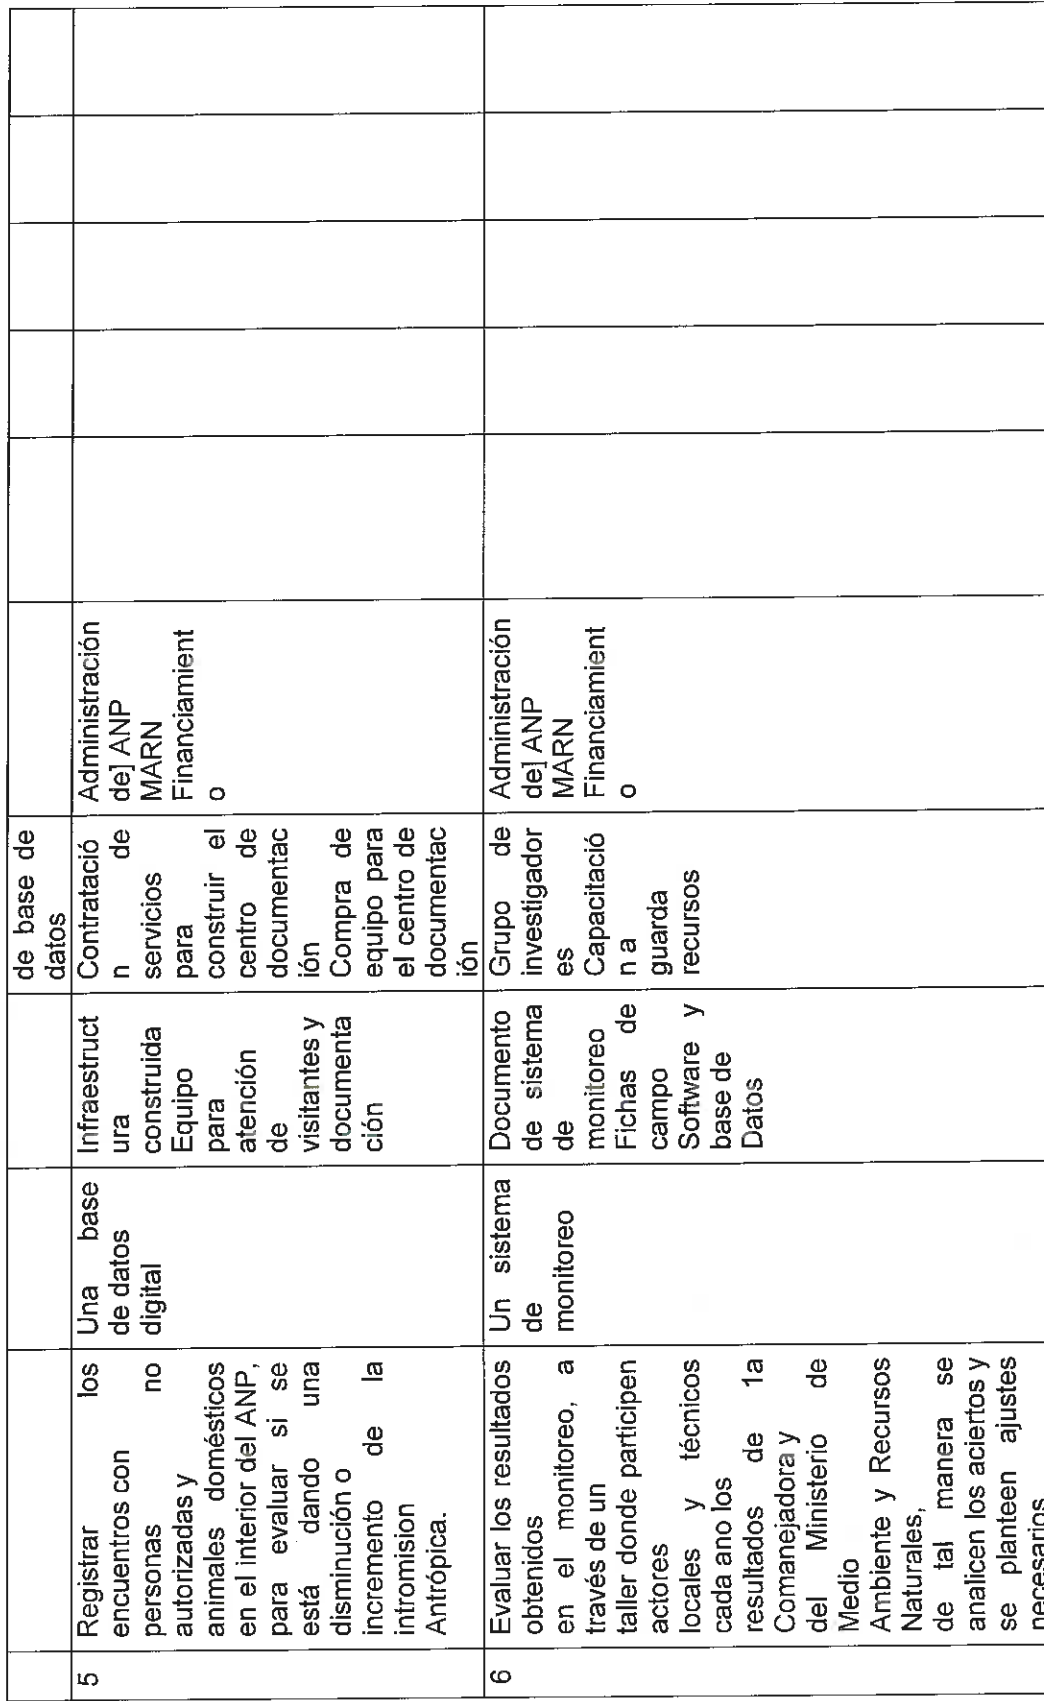 de base de
datos
5
Registrar los
encuentros con
personas no
autorizadas y
animales domésticos
en el interior del ANP,
para evaluar si se
está dando una
disminución o
incremento de la
intromision
Antrópica.
Una base
de datos
digital
Infraestruct
ura
construida
Equipo
para
atención
de
visitantes y
documenta
ción
Contratació
n de
servicios
para
construir el
centro de
documentac
ión
Compra de
equipo para
el centro de
documentac
ión
Administración
de] ANP
MARN
Financiamient
o
6
Evaluar los resultados
obtenidos
en el monitoreo, a
través de un
taller donde participen
actores
locales y técnicos
cada ano los
resultados de 1a
Comanejadora y
del Ministerio de
Medio
Ambiente y Recursos
Naturales,
de tal manera se
analicen los aciertos y
se planteen ajustes
necesarios
Un sistema
de
monitoreo
Documento
de sistema
de
monitoreo
Fichas de
campo
Software y
base de
Datos
Grupo de
investigador
es
Capacitació
n a
guarda
recursos
Administración
de] ANP
MARN
Financiamient
o